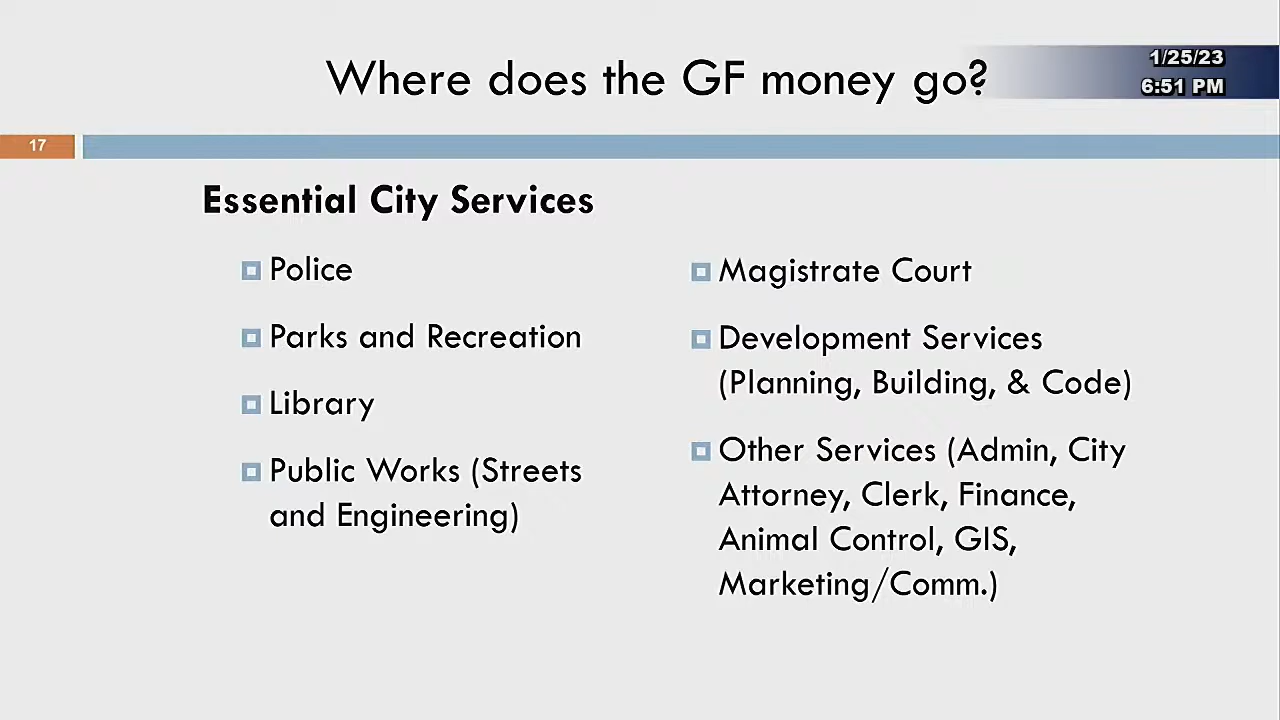 Where does the GF money go?
1/25/23
6:51 PM
17
Essential City Services
Police
Parks and Recreation
Library
Public Works (Streets
and Engineering)
Magistrate Court
Development Services
(Planning, Building, & Code)
Other Services (Admin, City
Attorney, Clerk, Finance,
Animal Control, GIS,
Marketing/Comm.)